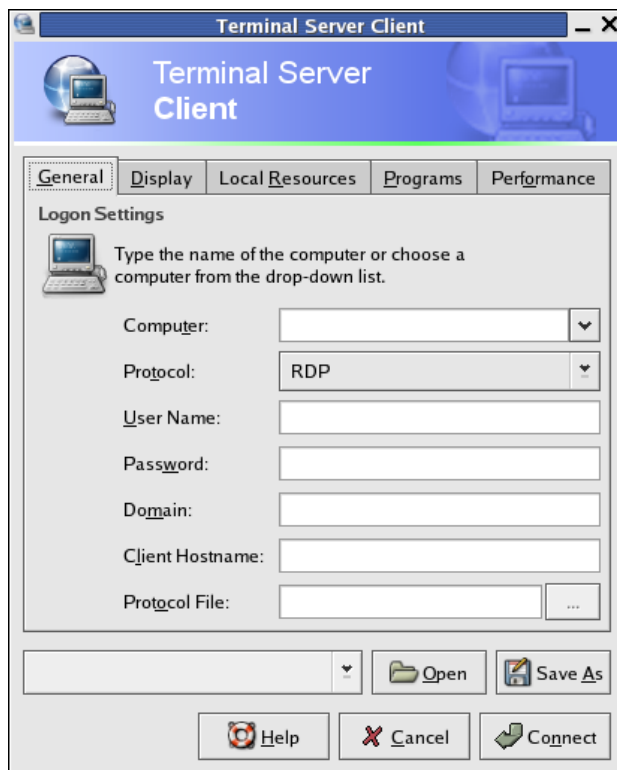 Terminal Server Client
Terminal Server
Client
General Display Local Resources Programs Performance
Logon Settings
Type the name of the computer or choose a
computer from the drop-down list.
Computer:
Protocol: RDP
User Name:
Password:
Domain:
Client Hostname:
Protocol File: ...
Open Save As
Help Cancel Connect